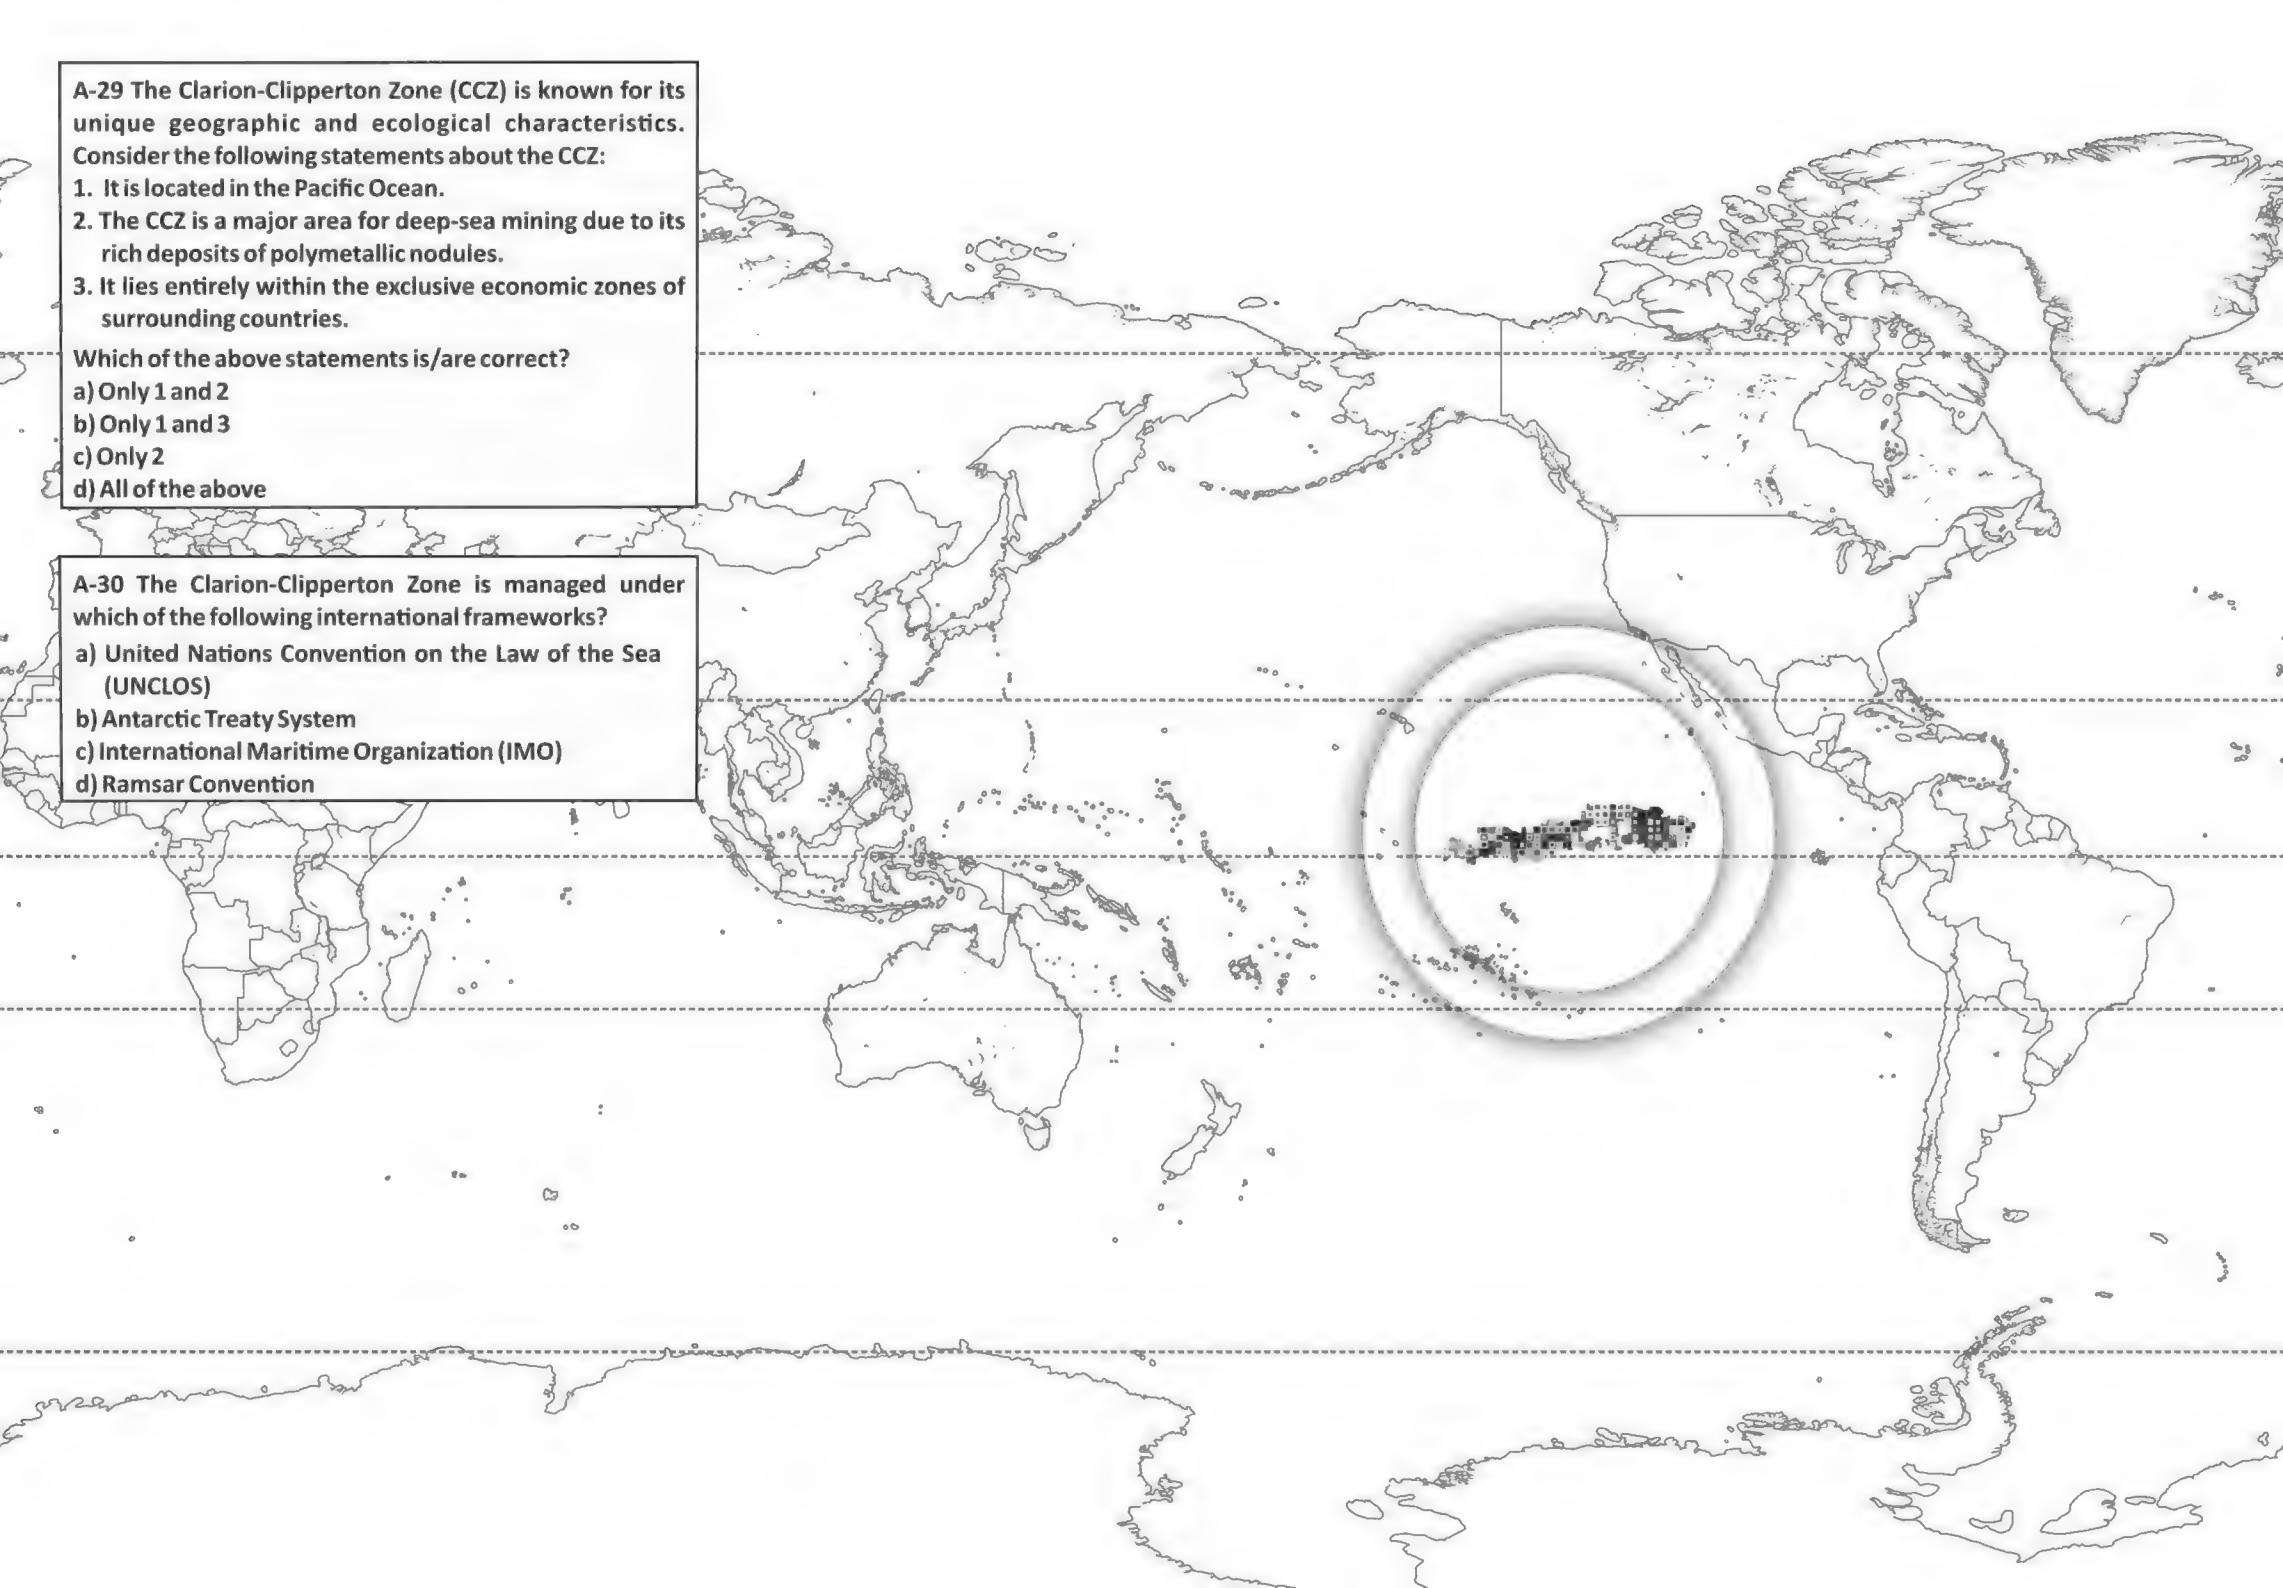 A-29 The Clarion-Clipperton Zone (CCZ) is known for its
unique geographic and ecological characteristics.
Consider the following statements about the CCZ:
1. It is located in the Pacific Ocean.
2. The CCZ is a major area for deep-sea mining due to its
rich deposits of polymetallic nodules.
3. It lies entirely within the exclusive economic zones of
surrounding countries.
Which of the above statements is/are correct?
a) Only 1 and 2
b) Only 1 and 3
c) Only 2
d) All of the above
A-30 The Clarion-Clipperton Zone is managed under
which of the following international frameworks?
a) United Nations Convention on the Law of the Sea
(UNCLOS)
b) Antarctic Treaty System
c) International Maritime Organization (IMO)
d) Ramsar Convention